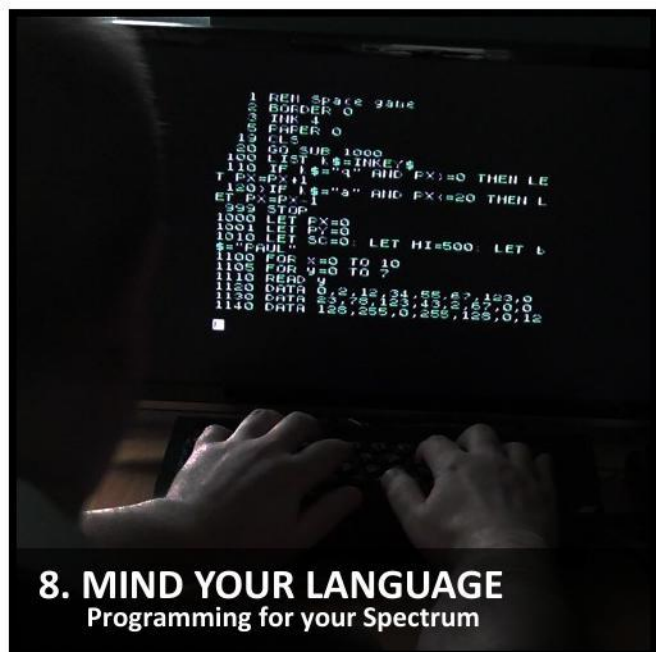 1 REM Space game
2 BORDER 0
3 INK 4
5 PAPER 0
19 CLS
20 GO SUB 1000
100 LIST k$=INKEY$
110 IF k$="q" AND PX>=0 THEN LE
T PX=PX+1
120>IF k$="a" AND PX<=20 THEN L
ET PX=PX-1
999 STOP
1000 LET PX=0
1001 LET PY=0
1010 LET SC=0: LET HI=500: LET b
$="PAUL"
1100 FOR x=0 TO 10
1105 FOR y=0 TO 7
1110 READ y
1120 DATA 0,2,12,34,55,67,123,0
1130 DATA 23,78,123,43,2,67,0,0
1140 DATA 128,255,0,255,128,0,12
8. MIND YOUR LANGUAGE
Programming for your Spectrum